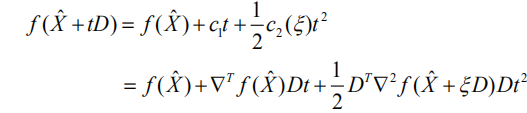 f(X̂ + tD) = f(X̂) + c₁t + ½c₂(ξ)t²
= f(X̂) + ∇ᵀf(X̂)Dt + ½Dᵀ∇²f(X̂ + ξD)Dt²